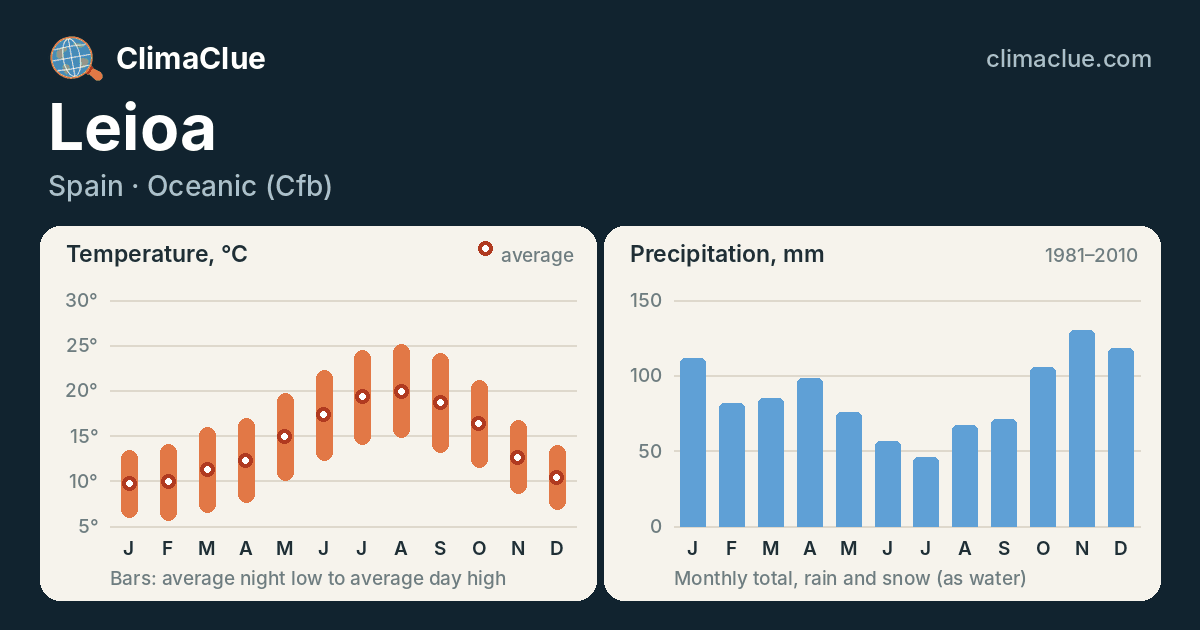 ClimaClue
climaclue.com
Leioa
Spain · Oceanic (Cfb)
Temperature, °C
average
30°
25°
20°
15°
10°
5°
J F M A M J J A S O N D
Bars: average night low to average day high
Precipitation, mm
1981–2010
150
100
50
0
J F M A M J J A S O N D
Monthly total, rain and snow (as water)